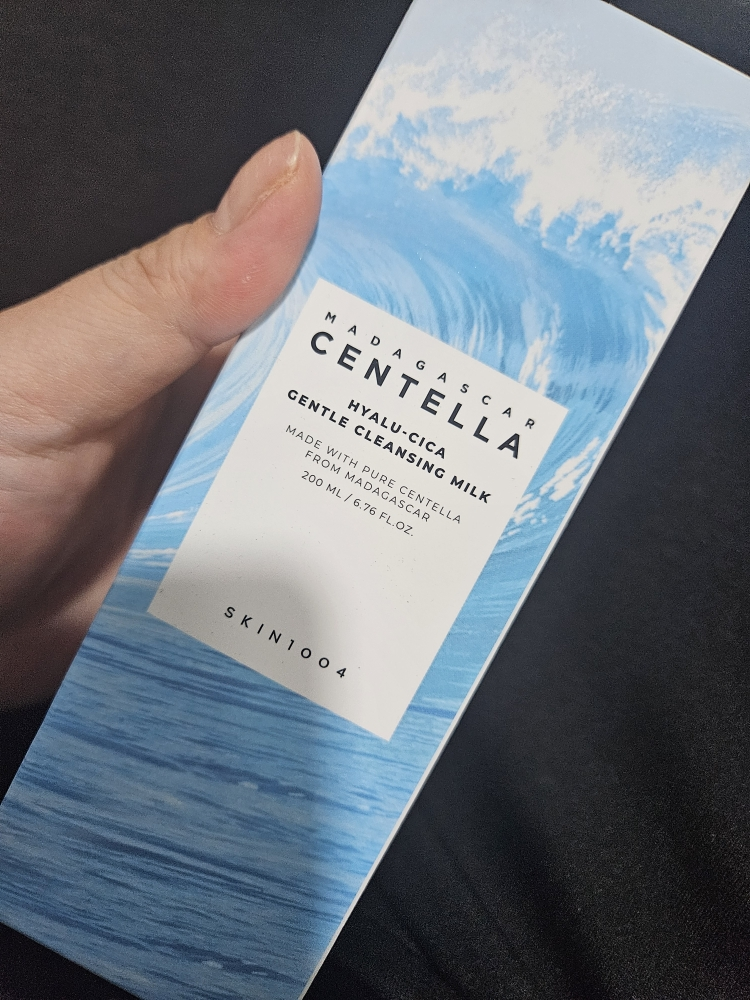 MADAGASCAR
CENTELLA
HYALU-CICA
GENTLE CLEANSING MILK
MADE WITH PURE CENTELLA
FROM MADAGASCAR
200 ML / 6.76 FL.OZ.
SKIN1004